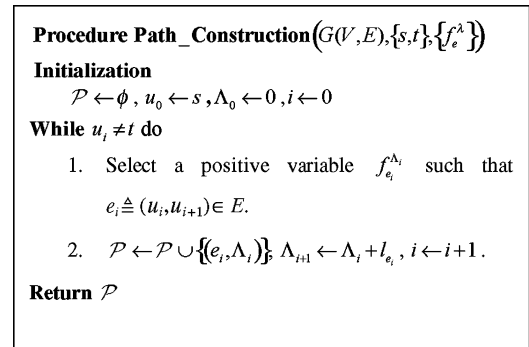 Procedure Path_Construction(G(V,E),{s,t},{f_e^λ})
Initialization
𝒫 ←ϕ , u_0 ←s ,Λ_0 ←0 ,i←0
While u_i ≠t do
1. Select a positive variable f_{e_i}^{Λ_i} such that
e_i ≜ (u_i,u_{i+1})∈ E.
2. 𝒫 ←𝒫 ∪{(e_i,Λ_i)}, Λ_{i+1} ←Λ_i +l_{e_i} , i←i+1 .
Return 𝒫